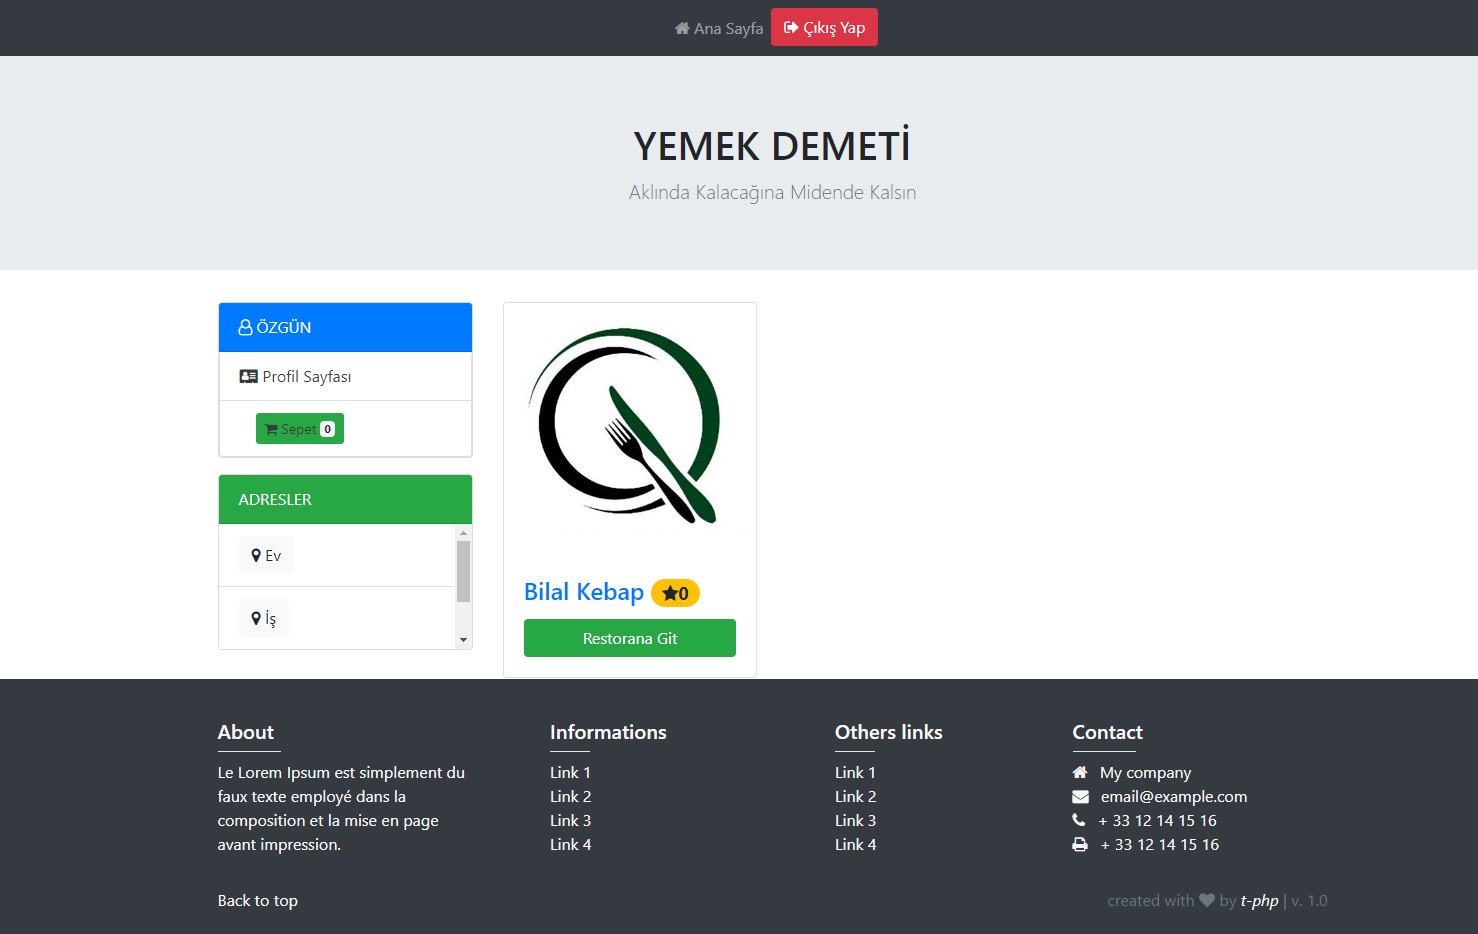 Ana Sayfa Çıkış Yap
YEMEK DEMETİ
Aklında Kalacağına Midende Kalsın
ÖZGÜN
Profil Sayfası
Sepet 0
ADRESLER
Ev
İş
Bilal Kebap 0
Restorana Git
About
Le Lorem Ipsum est simplement du
faux texte employé dans la
composition et la mise en page
avant impression.
Informations
Link 1
Link 2
Link 3
Link 4
Others links
Link 1
Link 2
Link 3
Link 4
Contact
My company
email@example.com
+ 33 12 14 15 16
+ 33 12 14 15 16
Back to top
created with by t-php | v. 1.0